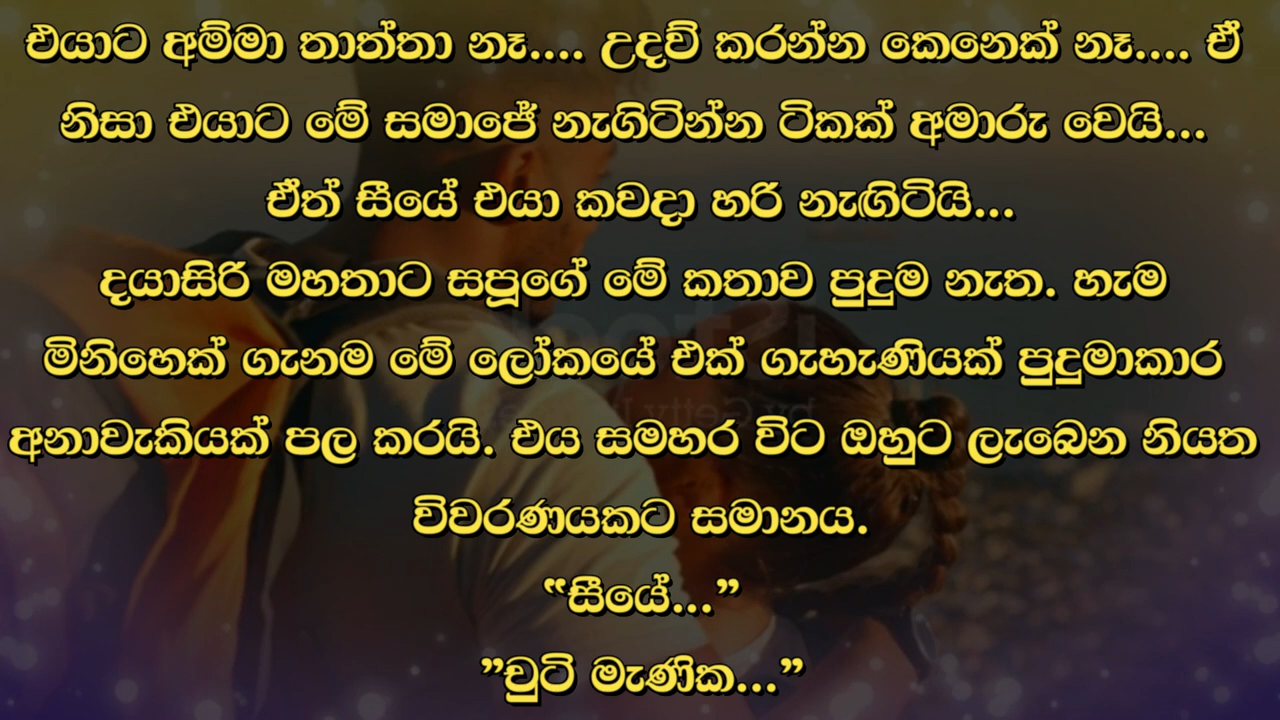 එයාට අම්මා තාත්තා නෑ.... උදව් කරන්න කෙනෙක් නෑ.... ඒ
නිසා එයාට මේ සමාජේ නැගිටින්න ටිකක් අමාරු වෙයි...
ඒත් සීයේ එයා කවදා හරි නැඟිටියි...
දයාසිරි මහතාට සපූගේ මේ කතාව පුදුම නැත. හැම
මිනිහෙක් ගැනම මේ ලෝකයේ එක් ගැහැණියක් පුදුමාකාර
අනාවැකියක් පල කරයි. එය සමහර විට ඔහුට ලැබෙන නියත
විවරණයකට සමානය.
“සීයේ...”
”චුටි මැණික...”